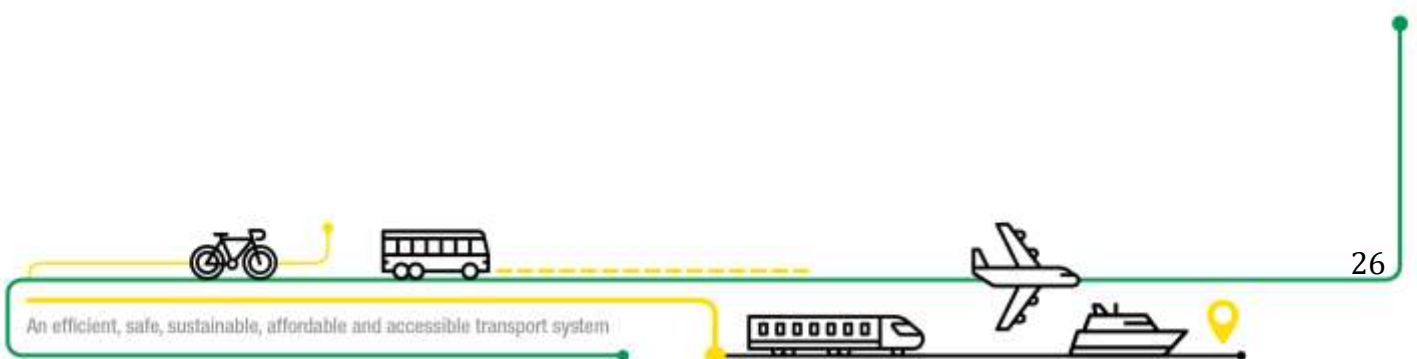 26
An efficient, safe, sustainable, affordable and accessible transport system